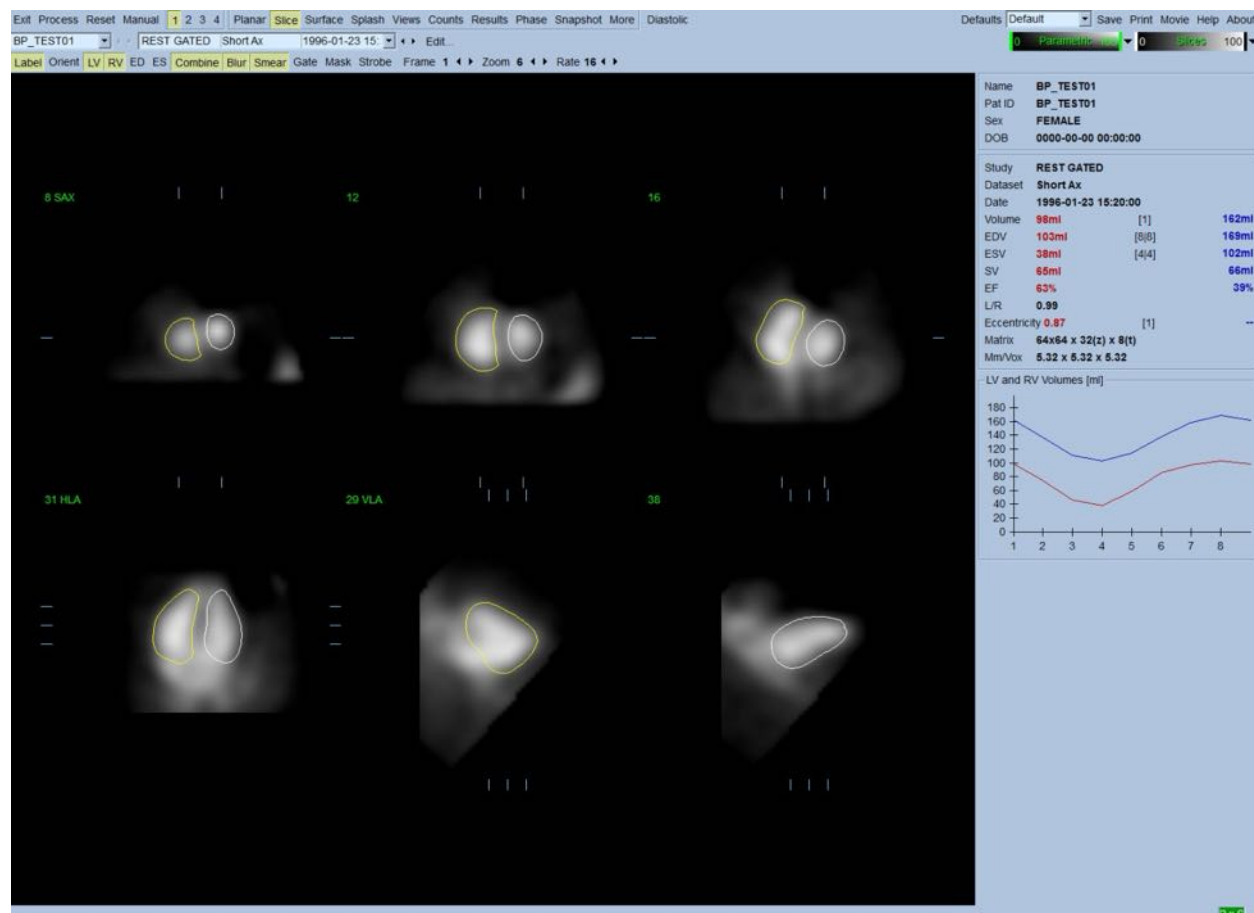 Exit Process Reset Manual 1 2 3 4 Planar Slice Surface Splash Views Counts Results Phase Snapshot More Diastolic Defaults Default Save Print Movie Help About
BP_TEST01 REST GATED Short Ax 1996-01-23 15: Edit... 0 Parametric 100 0 Slices 100
Label Orient LV RV ED ES Combine Blur Smear Gate Mask Strobe Frame 1 Zoom 6 Rate 16
Name BP_TEST01
Pat ID BP_TEST01
Sex FEMALE
DOB 0000-00-00 00:00:00
Study REST GATED
Dataset Short Ax
Date 1996-01-23 15:20:00
Volume 98ml [1] 162ml
EDV 103ml [8|8] 169ml
ESV 38ml [4|4] 102ml
SV 65ml 66ml
EF 63% 39%
L/R 0.99
Eccentricity 0.87 [1] --
Matrix 64x64 x 32(z) x 8(t)
Mm/Vox 5.32 x 5.32 x 5.32
LV and RV Volumes [ml]
180
160
140
120
100
80
60
40
20
0
1 2 3 4 5 6 7 8
8 SAX 12 16
31 HLA 29 VLA 38